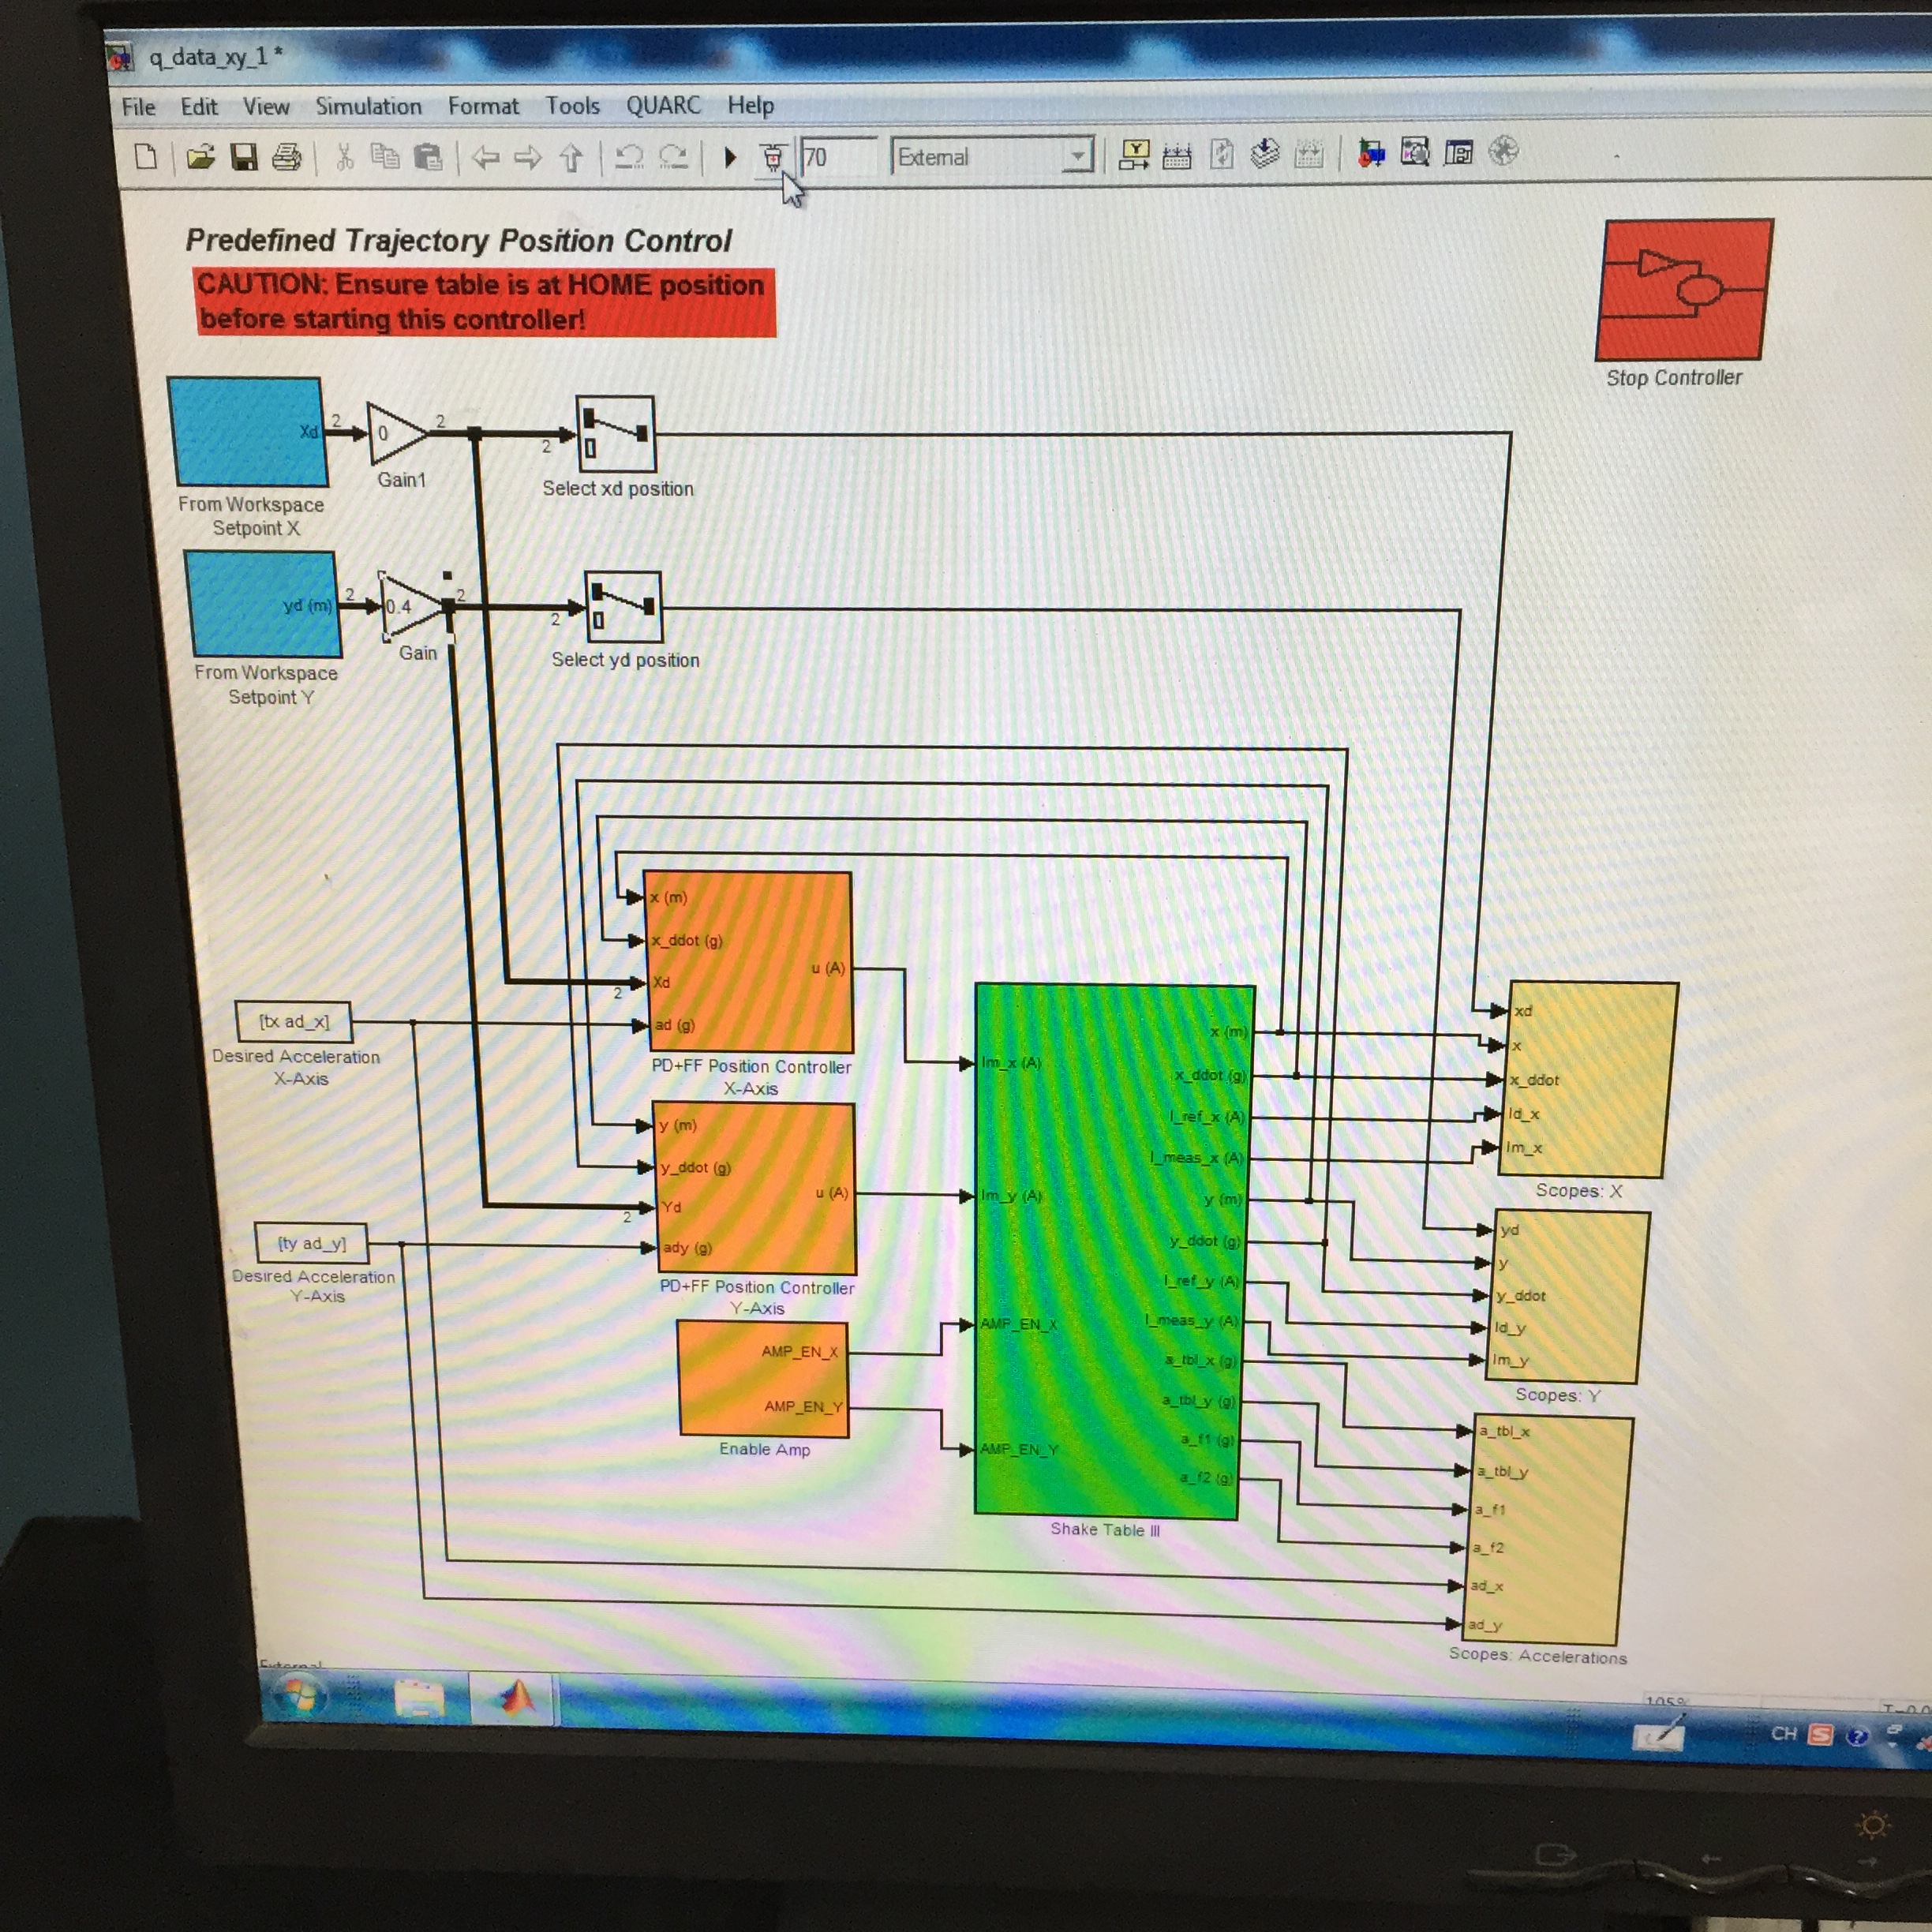 q_data_xy_1 *
File Edit View Simulation Format Tools QUARC Help
70 External
Predefined Trajectory Position Control
CAUTION: Ensure table is at HOME position
before starting this controller!
Stop Controller
Xd
2
0
2
2
Gain1
Select xd position
From Workspace
Setpoint X
yd (m)
2
0.4
2
2
Gain
Select yd position
From Workspace
Setpoint Y
x (m)
x_ddot (g)
Xd
2
ad (g)
u (A)
PD+FF Position Controller
X-Axis
[tx ad_x]
Desired Acceleration
X-Axis
y (m)
y_ddot (g)
Yd
2
ady (g)
u (A)
PD+FF Position Controller
Y-Axis
[ty ad_y]
Desired Acceleration
Y-Axis
AMP_EN_X
AMP_EN_Y
Enable Amp
Im_x (A)
Im_y (A)
AMP_EN_X
AMP_EN_Y
x (m)
x_ddot (g)
I_ref_x (A)
I_meas_x (A)
y (m)
y_ddot (g)
I_ref_y (A)
I_meas_y (A)
a_tbl_x (g)
a_tbl_y (g)
a_f1 (g)
a_f2 (g)
Shake Table III
xd
x
x_ddot
Id_x
Im_x
Scopes: X
yd
y
y_ddot
Id_y
Im_y
Scopes: Y
a_tbl_x
a_tbl_y
a_f1
a_f2
ad_x
ad_y
Scopes: Accelerations
External
105%
CH S ?